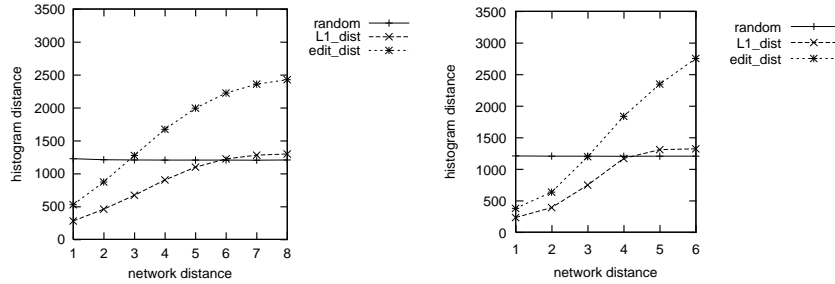 3500
3000
2500
2000
1500
1000
500
0
histogram distance
1 2 3 4 5 6 7 8
network distance
random
L1_dist
edit_dist
3500
3000
2500
2000
1500
1000
500
0
histogram distance
1 2 3 4 5 6
network distance
random
L1_dist
edit_dist